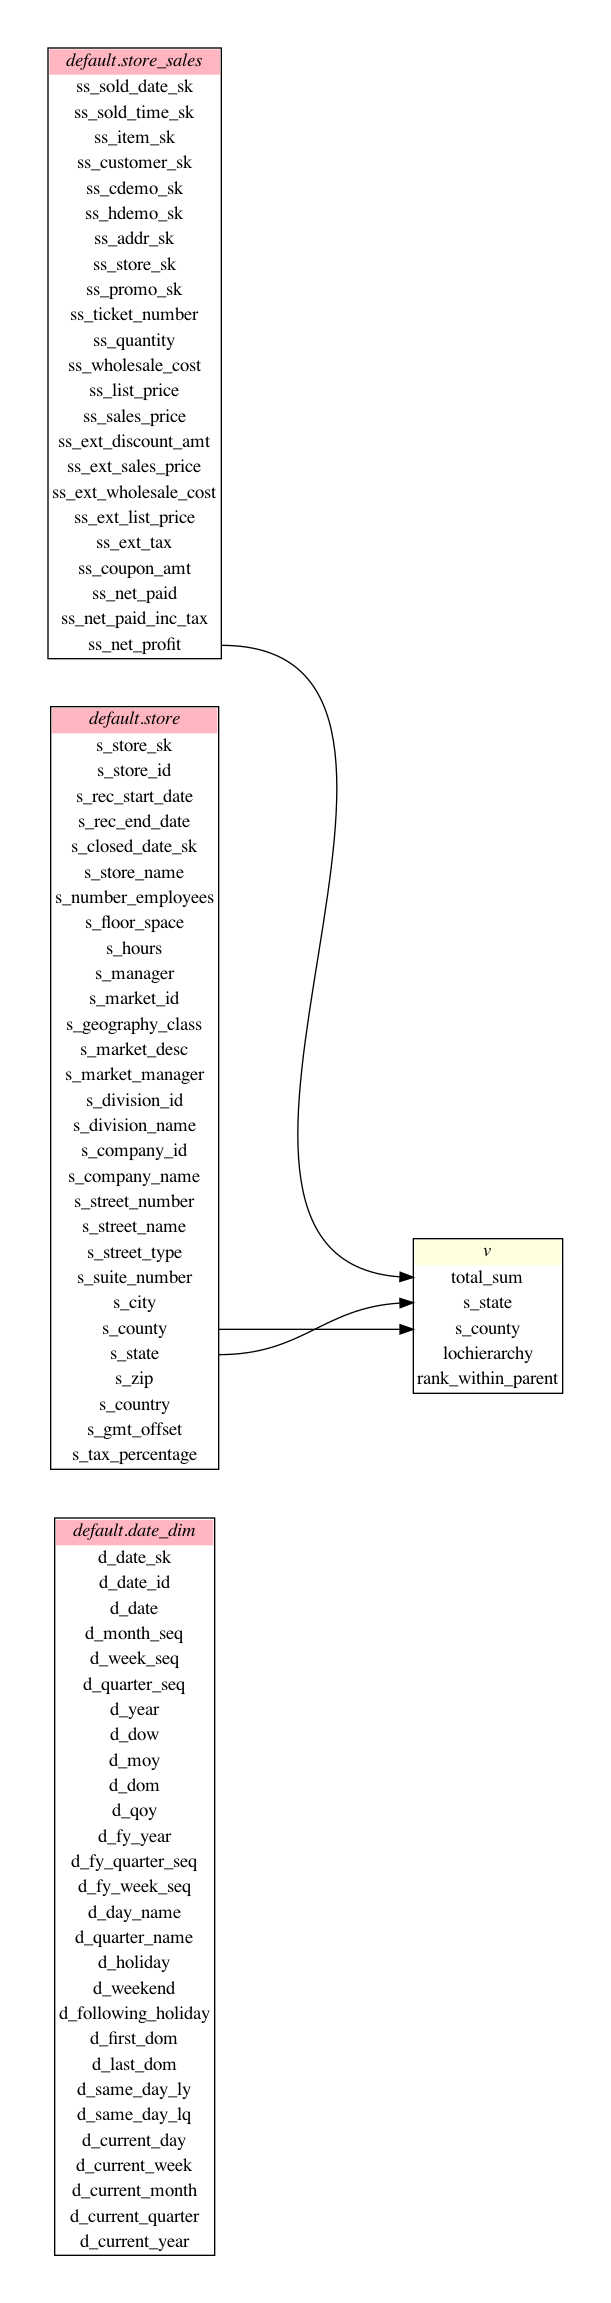 default.store_sales
ss_sold_date_sk
ss_sold_time_sk
ss_item_sk
ss_customer_sk
ss_cdemo_sk
ss_hdemo_sk
ss_addr_sk
ss_store_sk
ss_promo_sk
ss_ticket_number
ss_quantity
ss_wholesale_cost
ss_list_price
ss_sales_price
ss_ext_discount_amt
ss_ext_sales_price
ss_ext_wholesale_cost
ss_ext_list_price
ss_ext_tax
ss_coupon_amt
ss_net_paid
ss_net_paid_inc_tax
ss_net_profit
default.store
s_store_sk
s_store_id
s_rec_start_date
s_rec_end_date
s_closed_date_sk
s_store_name
s_number_employees
s_floor_space
s_hours
s_manager
s_market_id
s_geography_class
s_market_desc
s_market_manager
s_division_id
s_division_name
s_company_id
s_company_name
s_street_number
s_street_name
s_street_type
s_suite_number
s_city
s_county
s_state
s_zip
s_country
s_gmt_offset
s_tax_percentage
v
total_sum
s_state
s_county
lochierarchy
rank_within_parent
default.date_dim
d_date_sk
d_date_id
d_date
d_month_seq
d_week_seq
d_quarter_seq
d_year
d_dow
d_moy
d_dom
d_qoy
d_fy_year
d_fy_quarter_seq
d_fy_week_seq
d_day_name
d_quarter_name
d_holiday
d_weekend
d_following_holiday
d_first_dom
d_last_dom
d_same_day_ly
d_same_day_lq
d_current_day
d_current_week
d_current_month
d_current_quarter
d_current_year